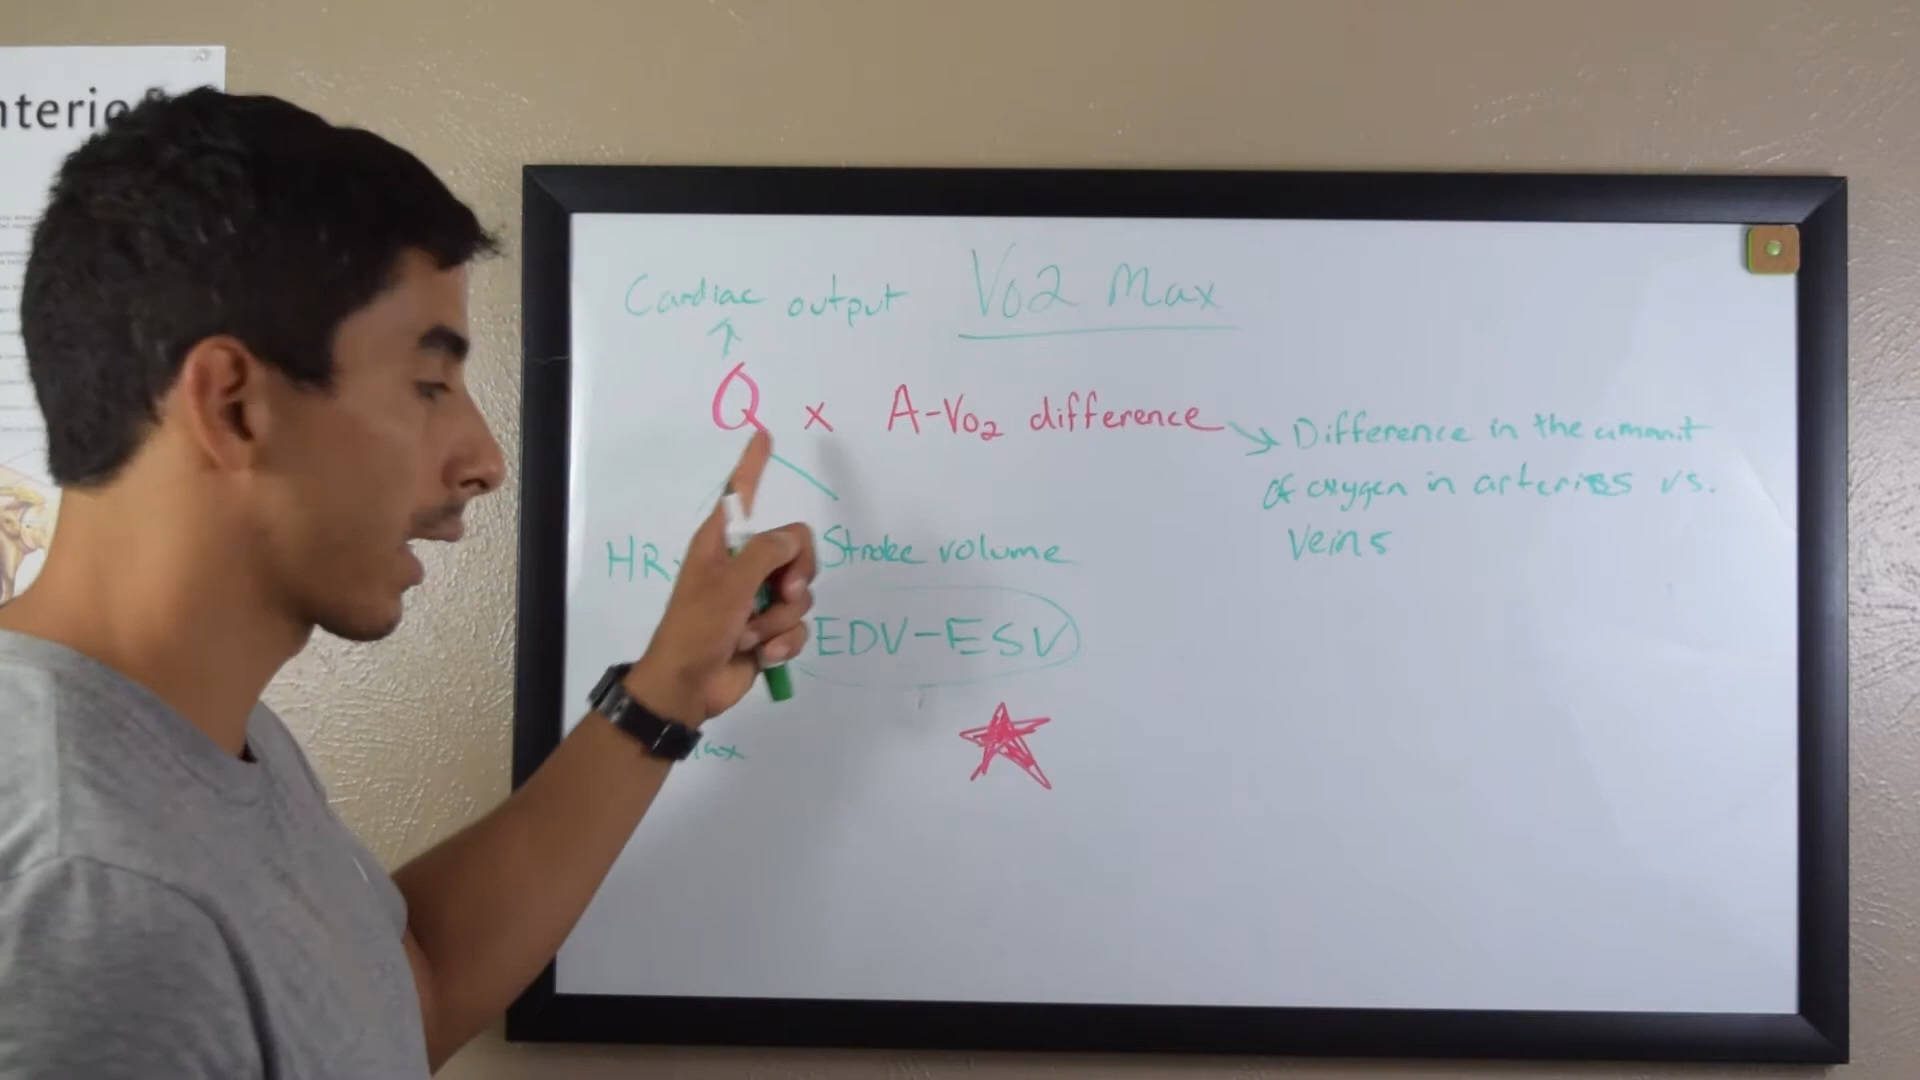 Cardiac output Vo2 Max
Q x A-Vo₂ difference
Difference in the amount
of oxygen in arteries vs.
Veins
HR
Stroke volume
EDV-ESV